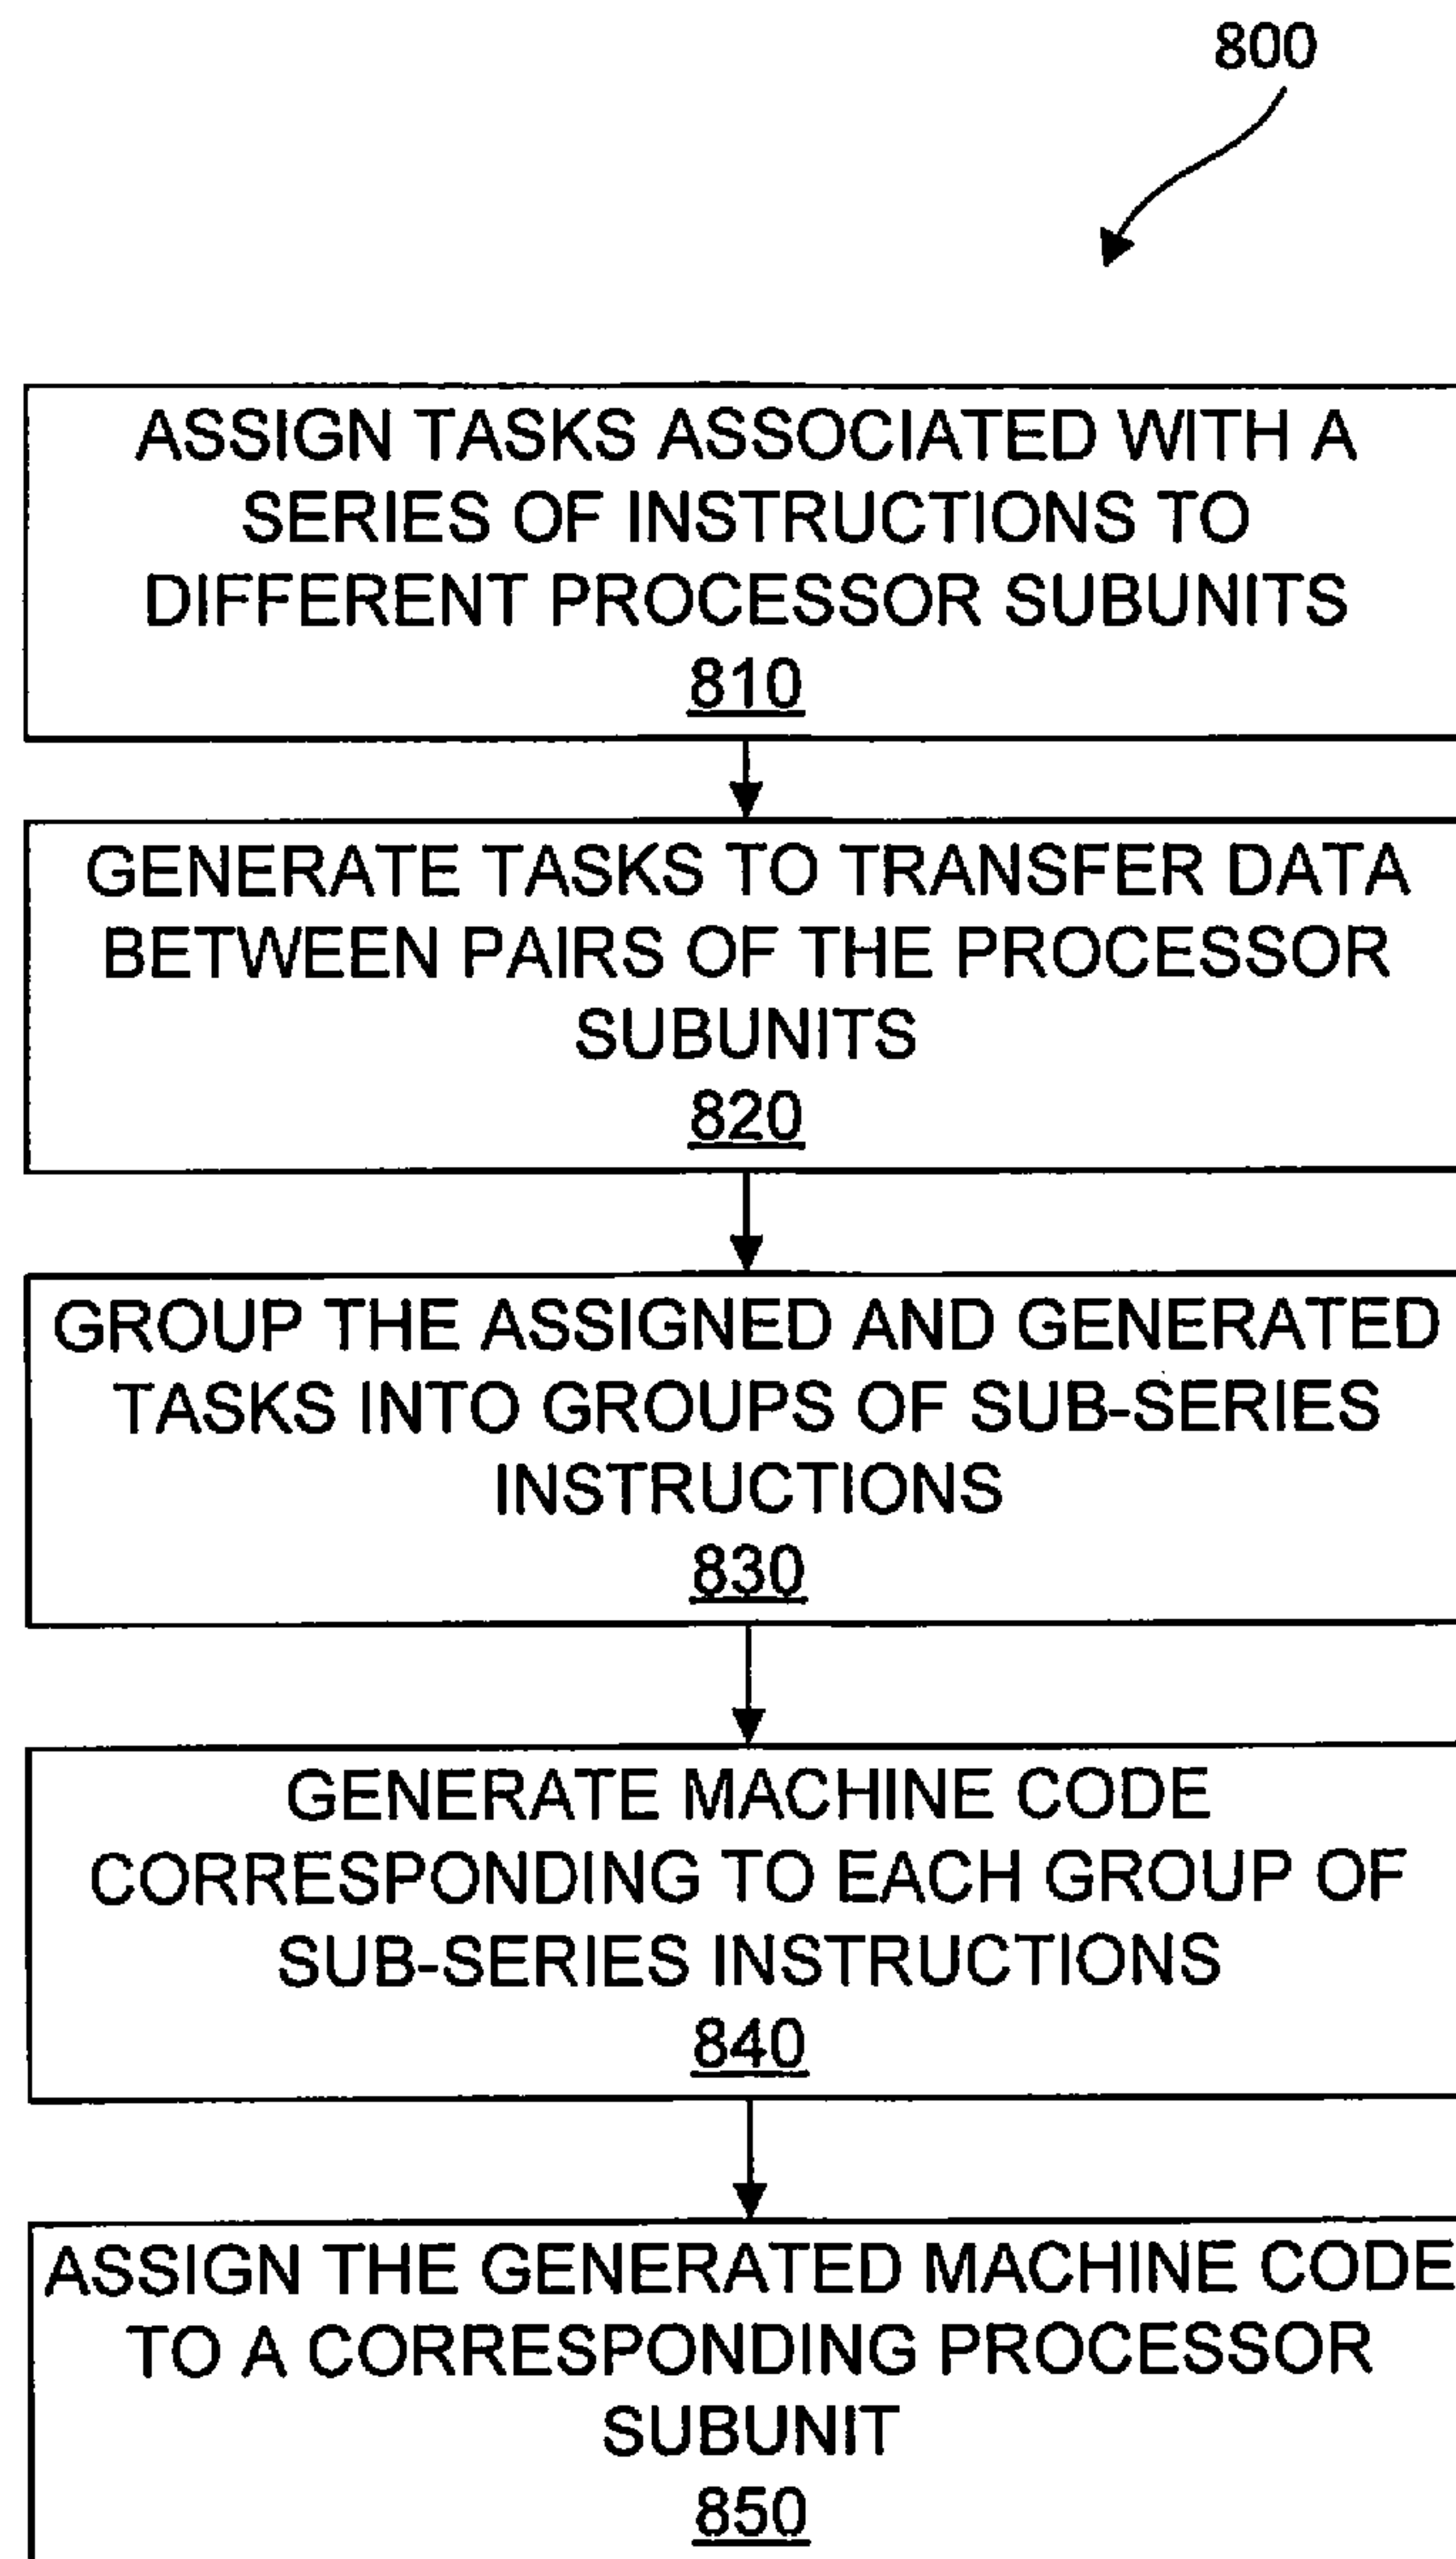 800
ASSIGN TASKS ASSOCIATED WITH A
SERIES OF INSTRUCTIONS TO
DIFFERENT PROCESSOR SUBUNITS
810
GENERATE TASKS TO TRANSFER DATA
BETWEEN PAIRS OF THE PROCESSOR
SUBUNITS
820
GROUP THE ASSIGNED AND GENERATED
TASKS INTO GROUPS OF SUB-SERIES
INSTRUCTIONS
830
GENERATE MACHINE CODE
CORRESPONDING TO EACH GROUP OF
SUB-SERIES INSTRUCTIONS
840
ASSIGN THE GENERATED MACHINE CODE
TO A CORRESPONDING PROCESSOR
SUBUNIT
850